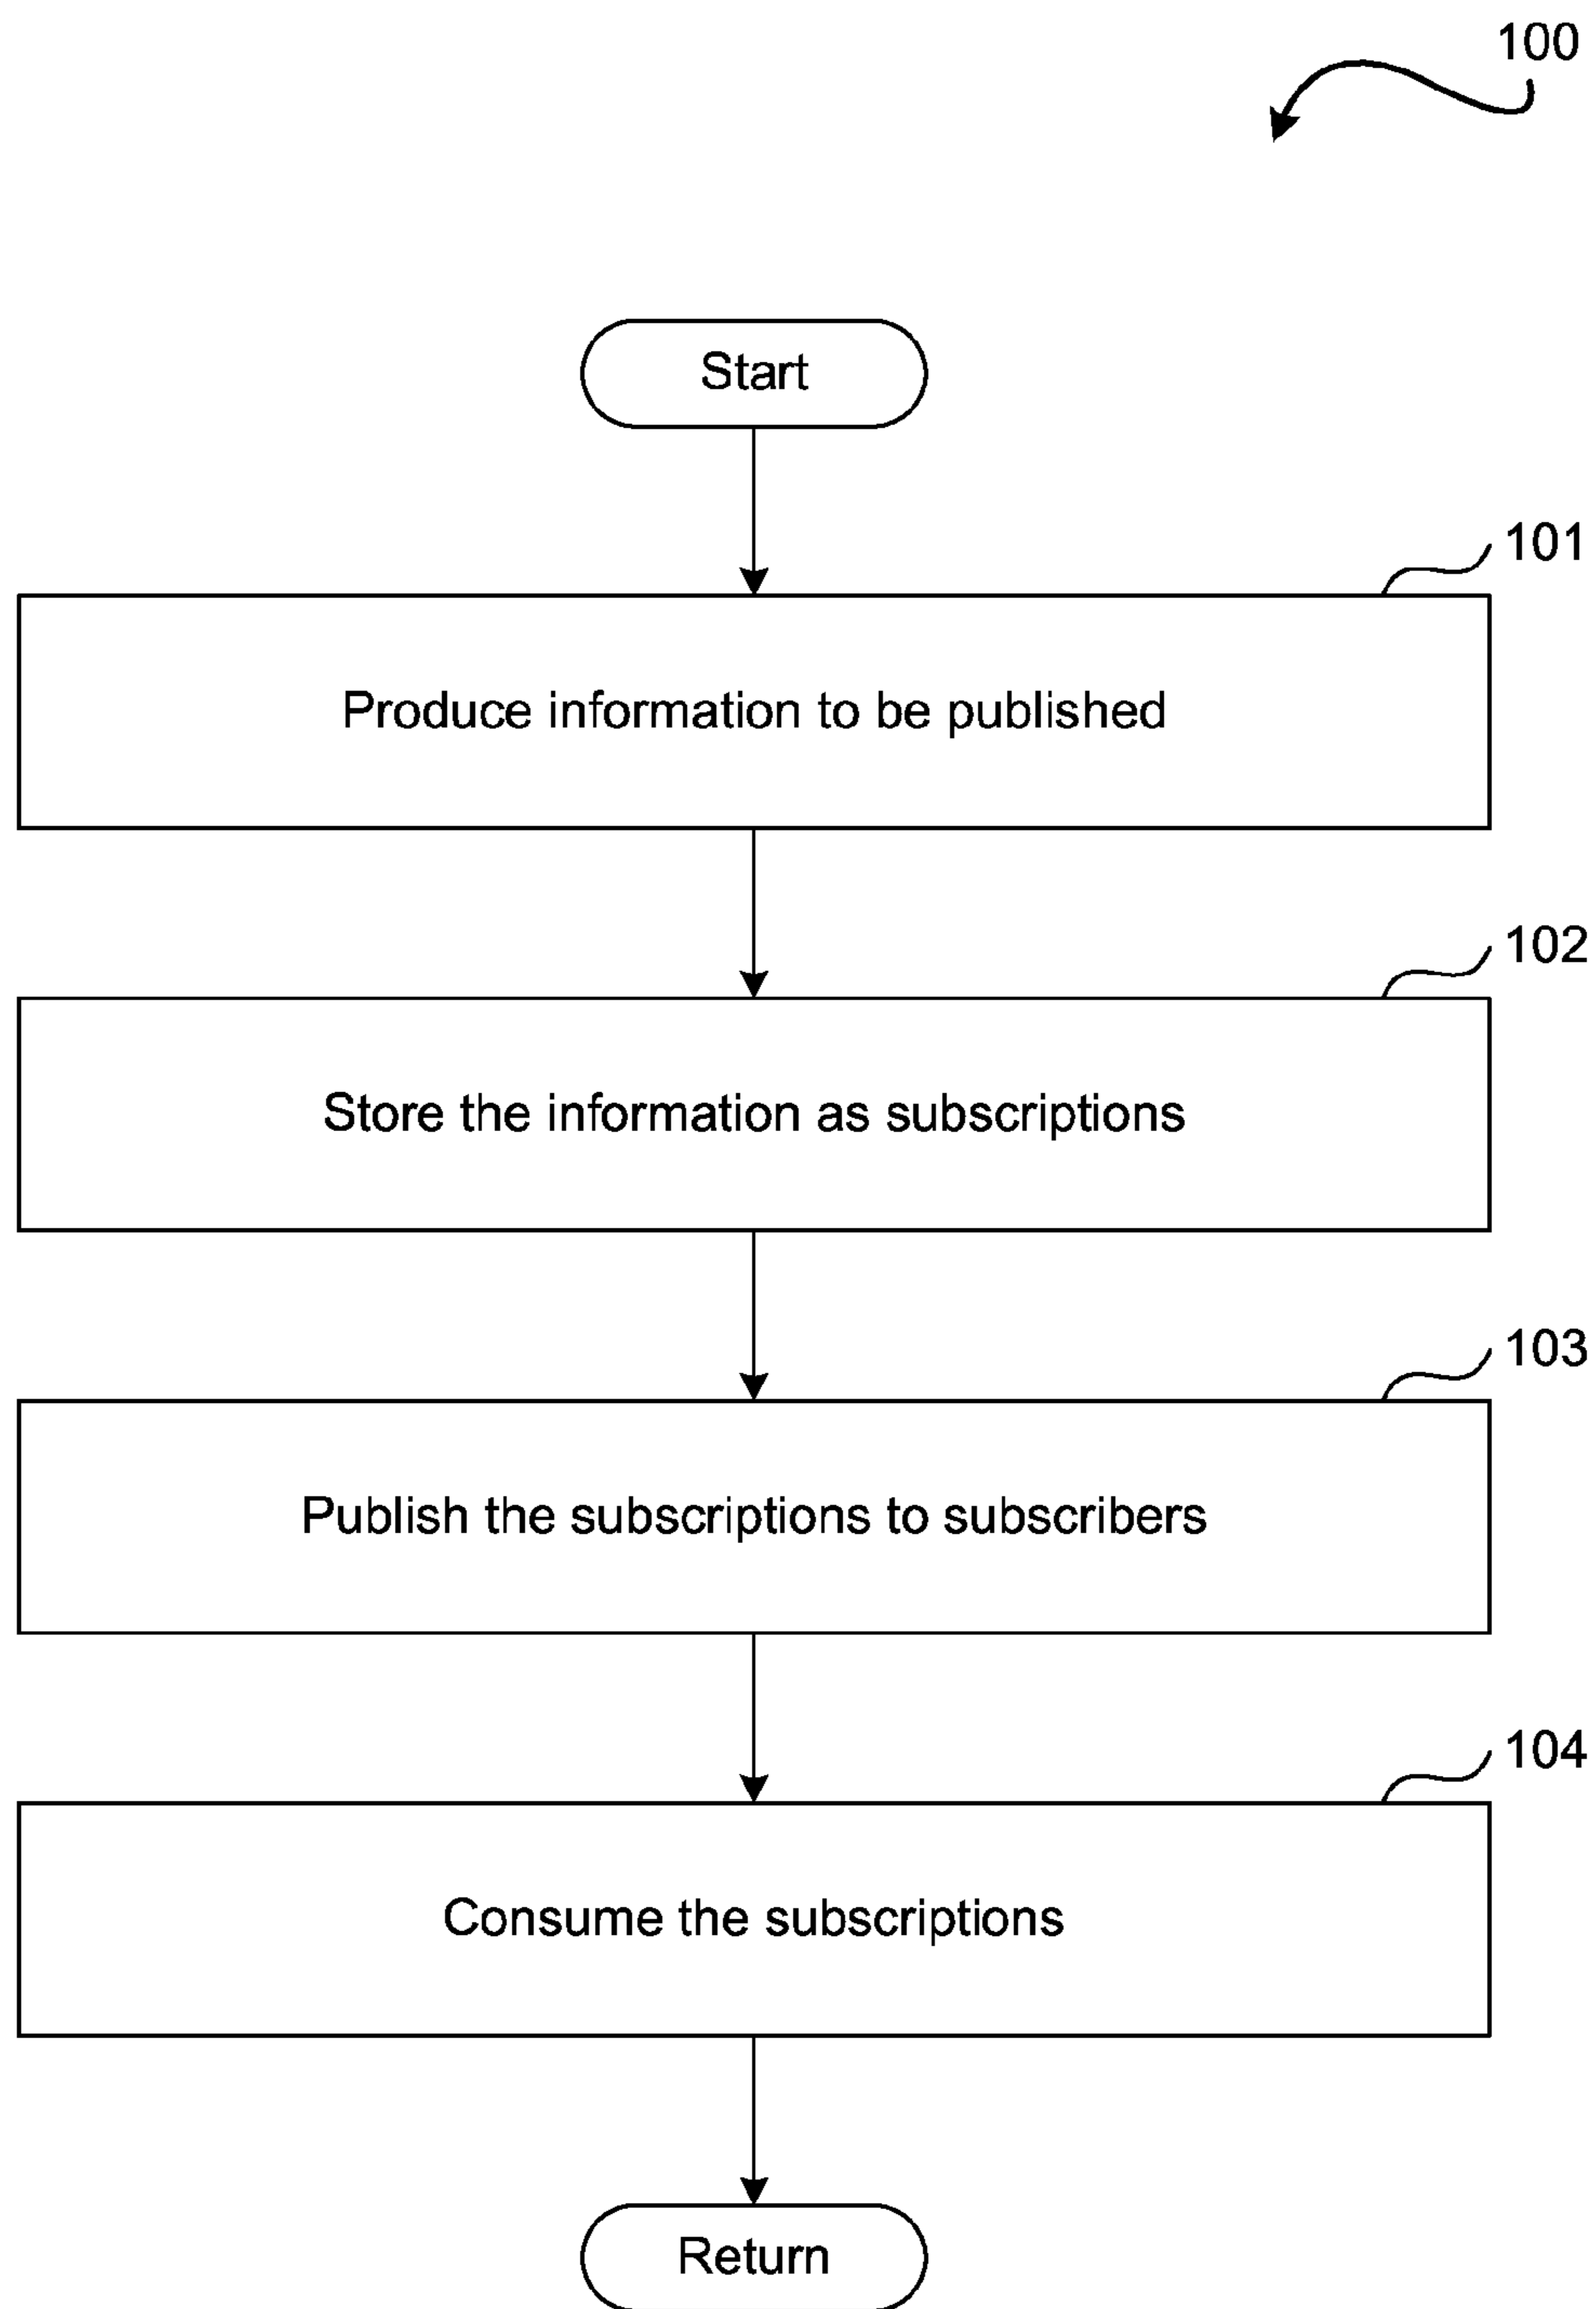 100
Start
101
Produce information to be published
102
Store the information as subscriptions
103
Publish the subscriptions to subscribers
104
Consume the subscriptions
Return